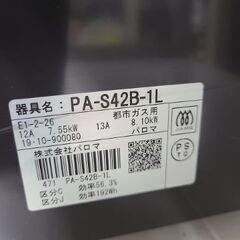 器具名： PA-S42B-1L
E1-2-26 都市ガス用
12A 7.55kW 13A 8.10kW
19･10-900080 パロマ
株式会社パロマ
471 PA-S42B-1L
区分C 効率56.3%
区分J 効率192Wh
PS
TG